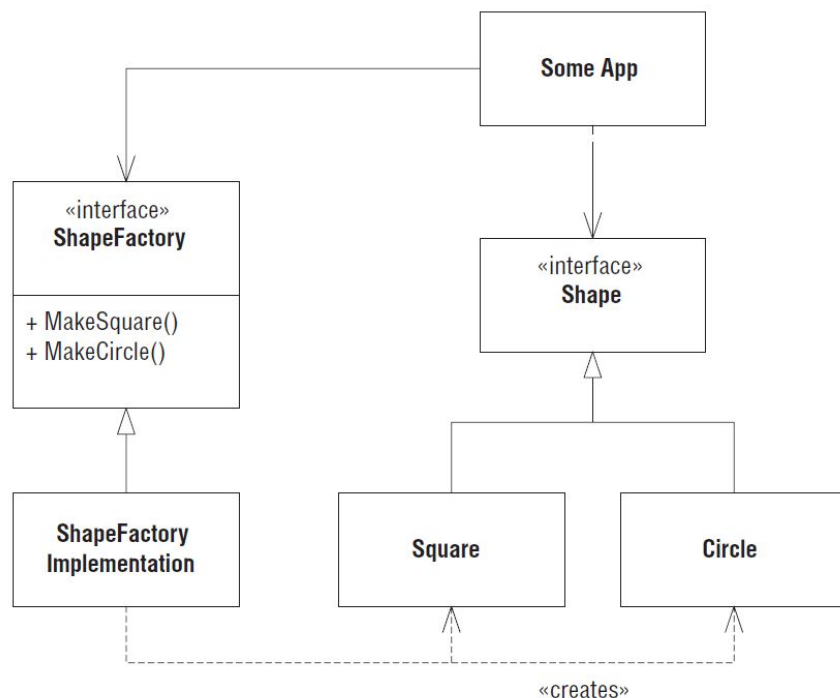 Some App
«interface»
ShapeFactory
+ MakeSquare()
+ MakeCircle()
«interface»
Shape
ShapeFactory
Implementation
Square
Circle
«creates»